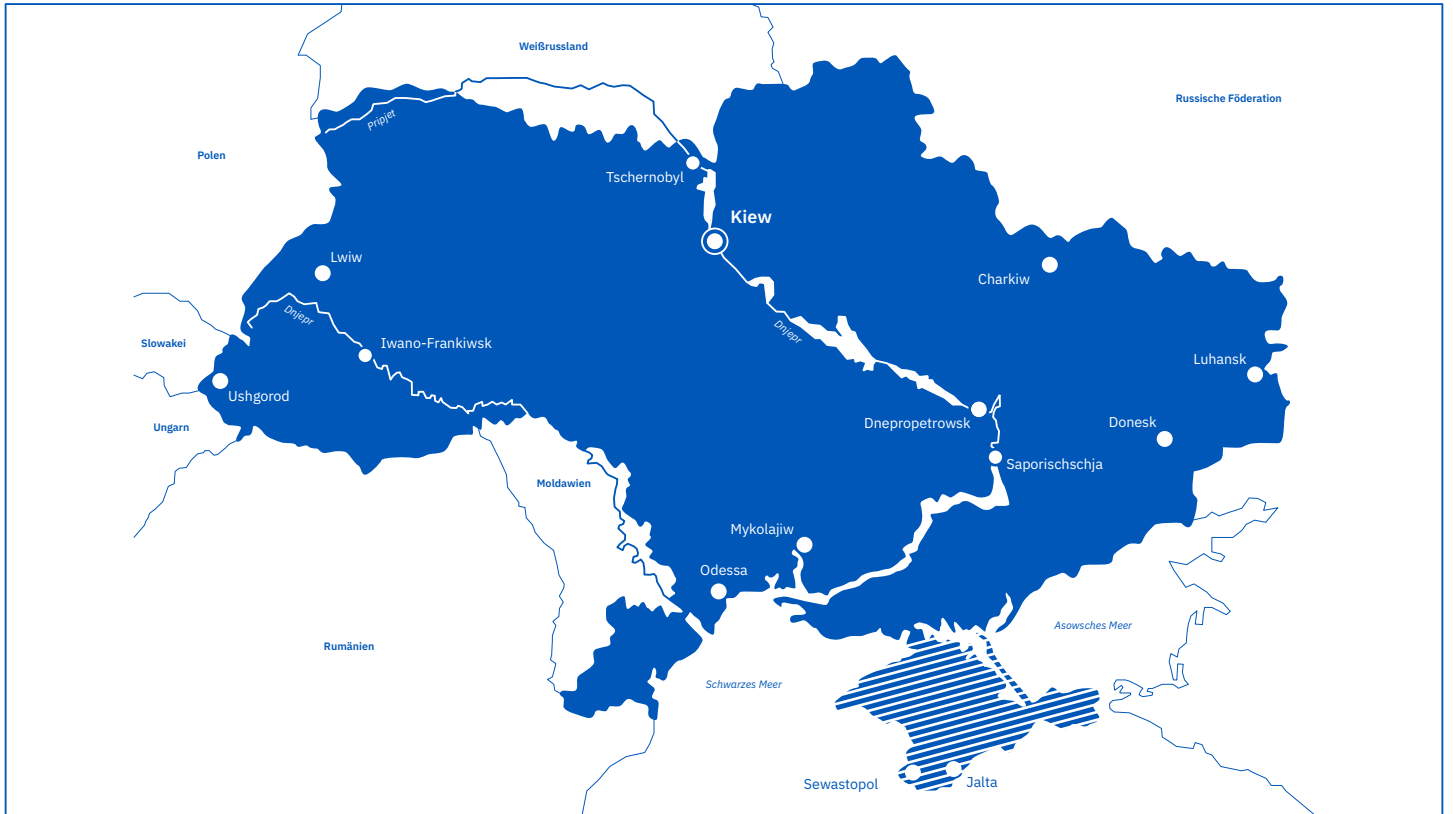 Weißrussland
Russische Föderation
Pripjet
Polen
Tschernobyl
Kiew
Lwiw
Charkiw
Dnjepr
Dnjepr
Slowakei
Iwano-Frankiwsk
Luhansk
Ushgorod
Dnepropetrowsk
Donesk
Ungarn
Saporischschja
Moldawien
Mykolajiw
Odessa
Asowsches Meer
Rumänien
Schwarzes Meer
Sewastopol
Jalta